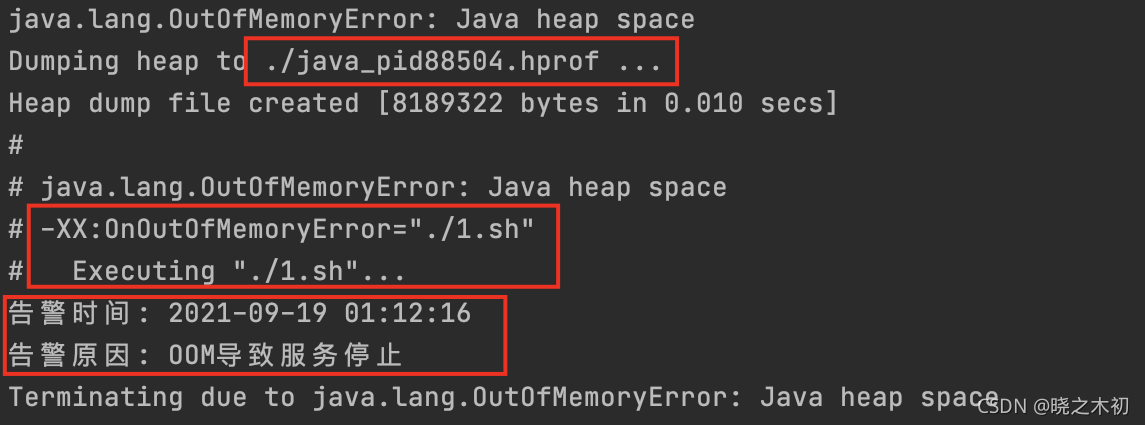 java.lang.OutOfMemoryError: Java heap space
Dumping heap to ./java_pid88504.hprof ...
Heap dump file created [8189322 bytes in 0.010 secs]
#
# java.lang.OutOfMemoryError: Java heap space
# -XX:OnOutOfMemoryError="./1.sh"
#   Executing "./1.sh"...
告警时间: 2021-09-19 01:12:16
告警原因: OOM导致服务停止
Terminating due to java.lang.OutOfMemoryError: Java heap space
CSDN @晓之木初